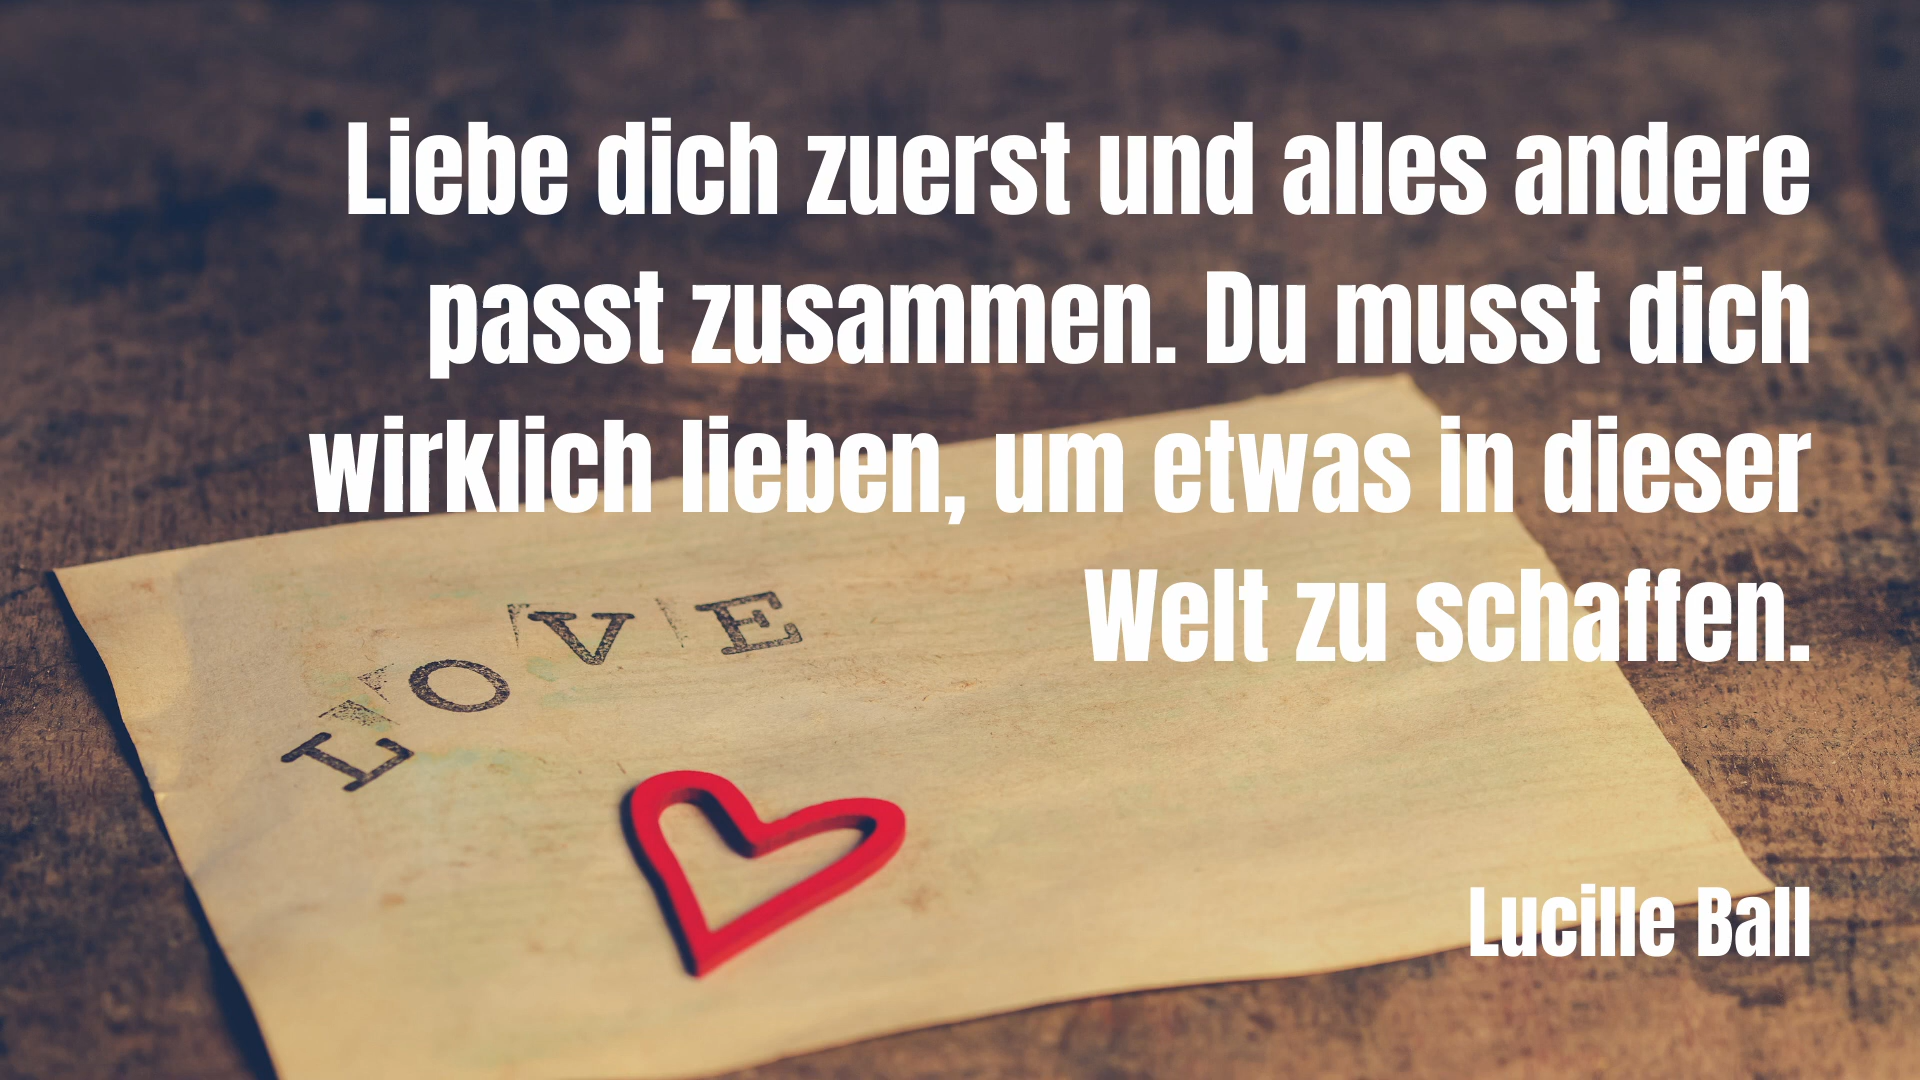 Liebe dich zuerst und alles andere
passt zusammen. Du musst dich
wirklich lieben, um etwas in dieser
Welt zu schaffen.
LOVE
Lucille Ball